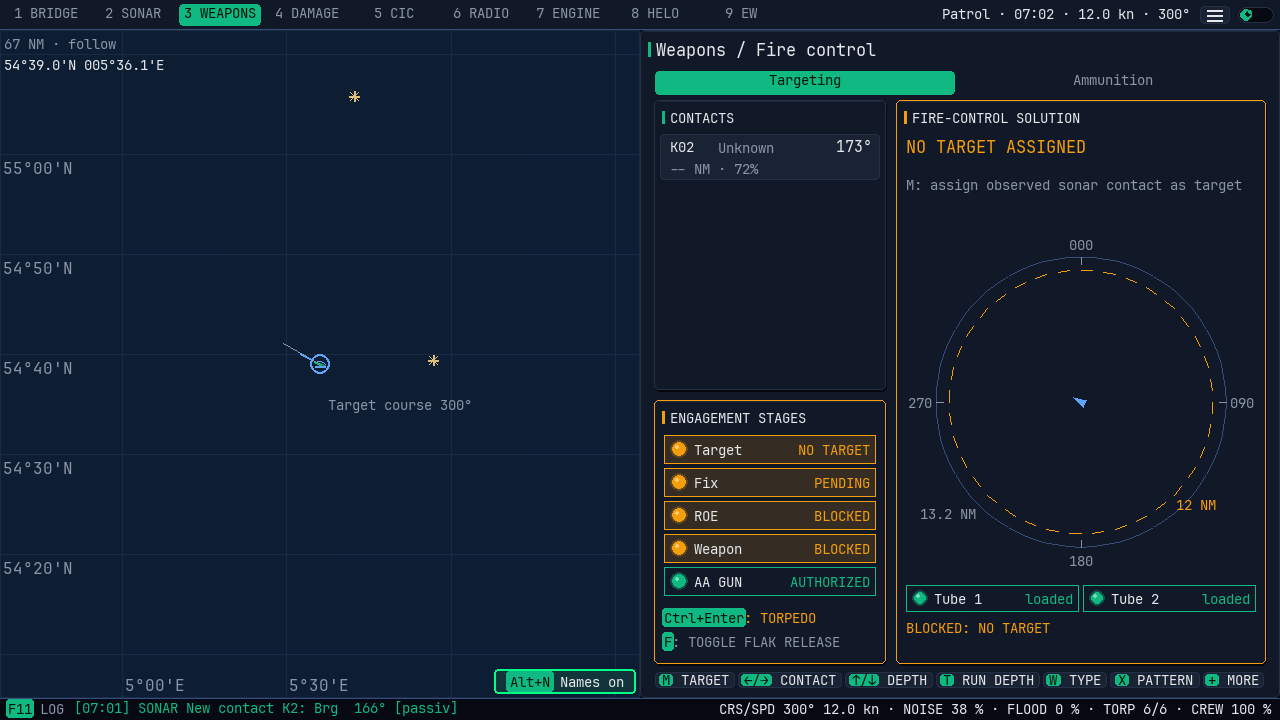 1 BRIDGE 2 SONAR 3 WEAPONS 4 DAMAGE 5 CIC 6 RADIO 7 ENGINE 8 HELO 9 EW Patrol · 07:02 · 12.0 kn · 300°
67 NM · follow
54°39.0'N 005°36.1'E
55°00'N
54°50'N
54°40'N
Target course 300°
54°30'N
54°20'N
5°00'E 5°30'E
Alt+N Names on
Weapons / Fire control
Targeting Ammunition
CONTACTS
K02 Unknown 173°
-- NM · 72%
ENGAGEMENT STAGES
Target NO TARGET
Fix PENDING
ROE BLOCKED
Weapon BLOCKED
AA GUN AUTHORIZED
Ctrl+Enter: TORPEDO
F: TOGGLE FLAK RELEASE
FIRE-CONTROL SOLUTION
NO TARGET ASSIGNED
M: assign observed sonar contact as target
000
270 090
12 NM
13.2 NM
180
Tube 1 loaded Tube 2 loaded
BLOCKED: NO TARGET
M TARGET ←/→ CONTACT ↑/↓ DEPTH T RUN DEPTH W TYPE X PATTERN + MORE
F11 LOG [07:01] SONAR New contact K2: Brg 166° [passiv] CRS/SPD 300° 12.0 kn · NOISE 38 % · FLOOD 0 % · TORP 6/6 · CREW 100 %